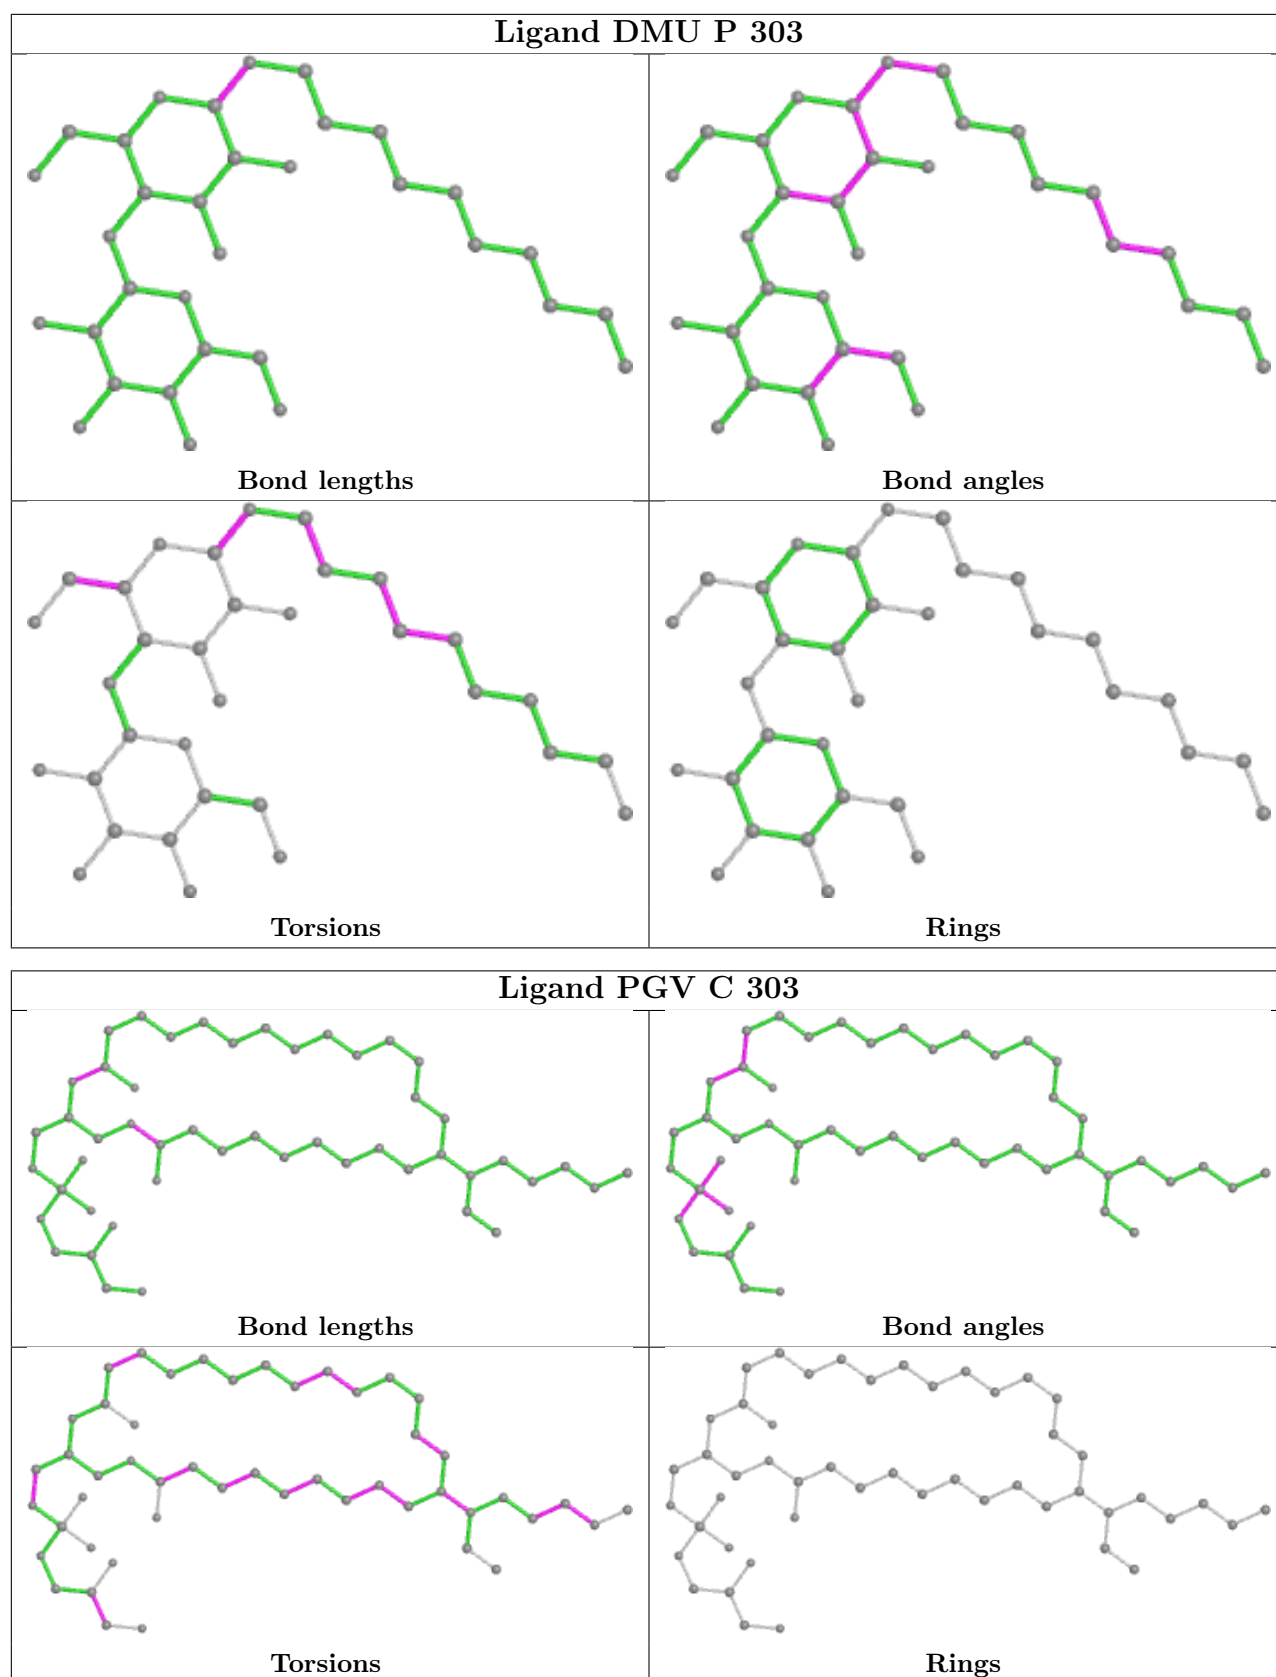 Ligand DMU P 303
Bond lengths
Bond angles
Torsions
Rings
Ligand PGV C 303
Bond lengths
Bond angles
Torsions
Rings